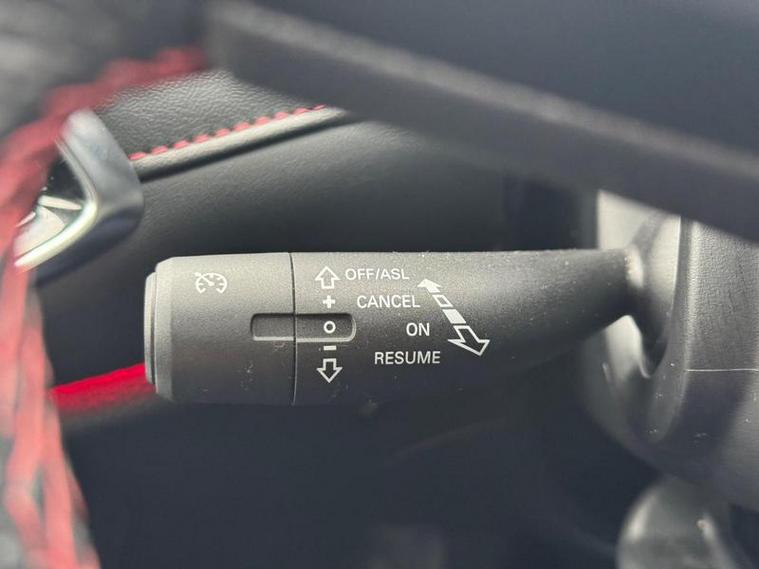 OFF/ASL
+ CANCEL
O ON
- RESUME